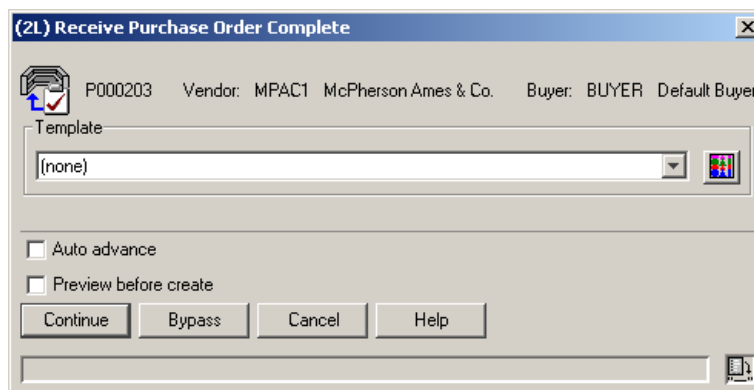 (2L) Receive Purchase Order Complete
P000203 Vendor: MPAC1 McPherson Ames & Co. Buyer: BUYER Default Buyer
Template
(none)
Auto advance
Preview before create
Continue Bypass Cancel Help